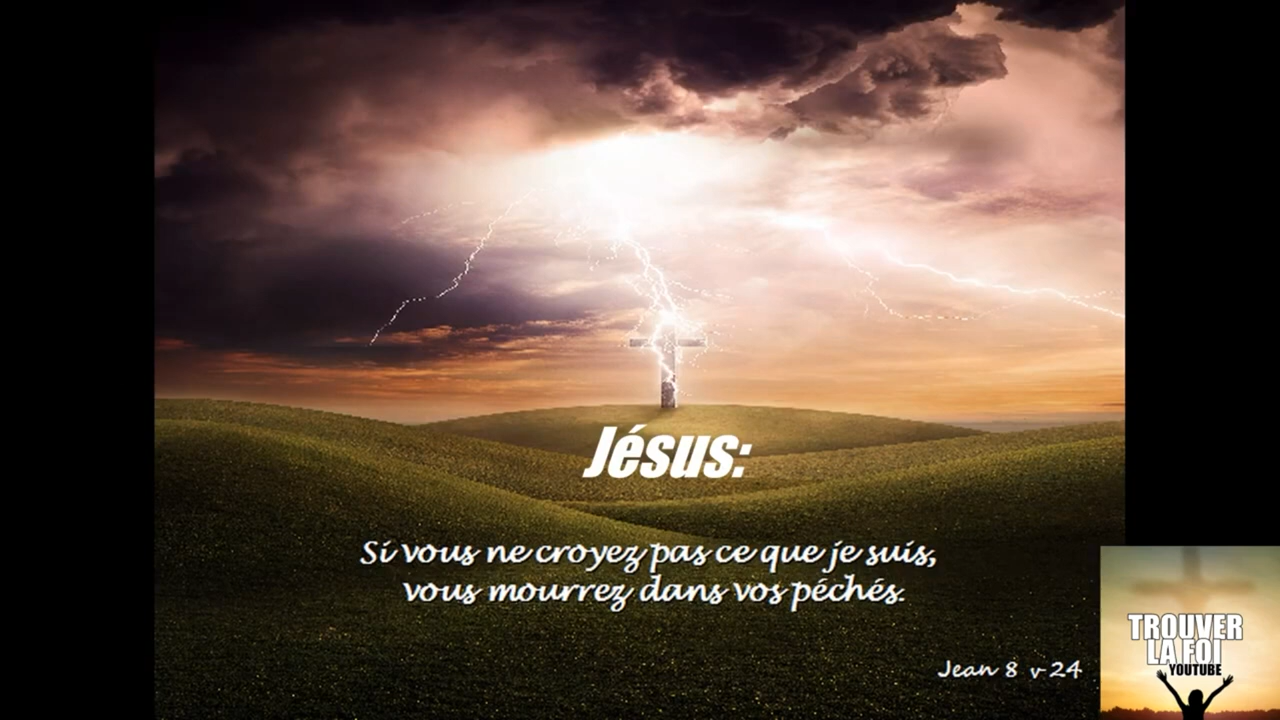 Jésus:
Si vous ne croyez pas ce que je suis,
vous mourrez dans vos péchés.
Jean 8 v 24
TROUVER
LA FOI
YOUTUBE